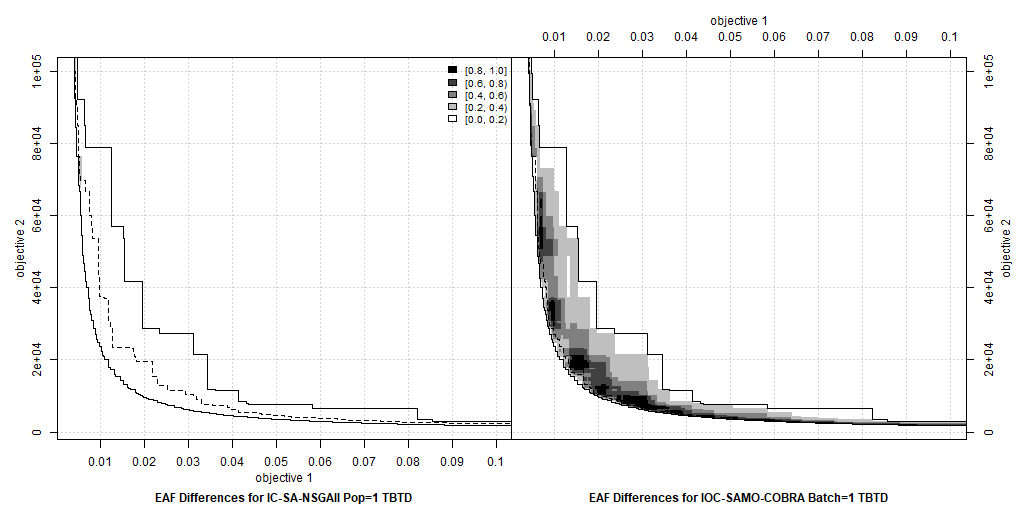 objective 1
0.01 0.02 0.03 0.04 0.05 0.06 0.07 0.08 0.09 0.1
[0.8, 1.0]
[0.6, 0.8)
[0.4, 0.6)
[0.2, 0.4)
[0.0, 0.2)
1e+05
8e+04
6e+04
4e+04
2e+04
0
objective 2
1e+05
8e+04
6e+04
4e+04
2e+04
0
objective 2
0.01 0.02 0.03 0.04 0.05 0.06 0.07 0.08 0.09 0.1
objective 1
EAF Differences for IC-SA-NSGAII Pop=1 TBTD
EAF Differences for IOC-SAMO-COBRA Batch=1 TBTD